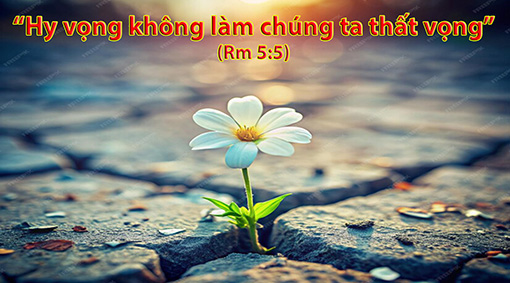 “Hy vọng không làm chúng ta thất vọng”
(Rm 5:5)